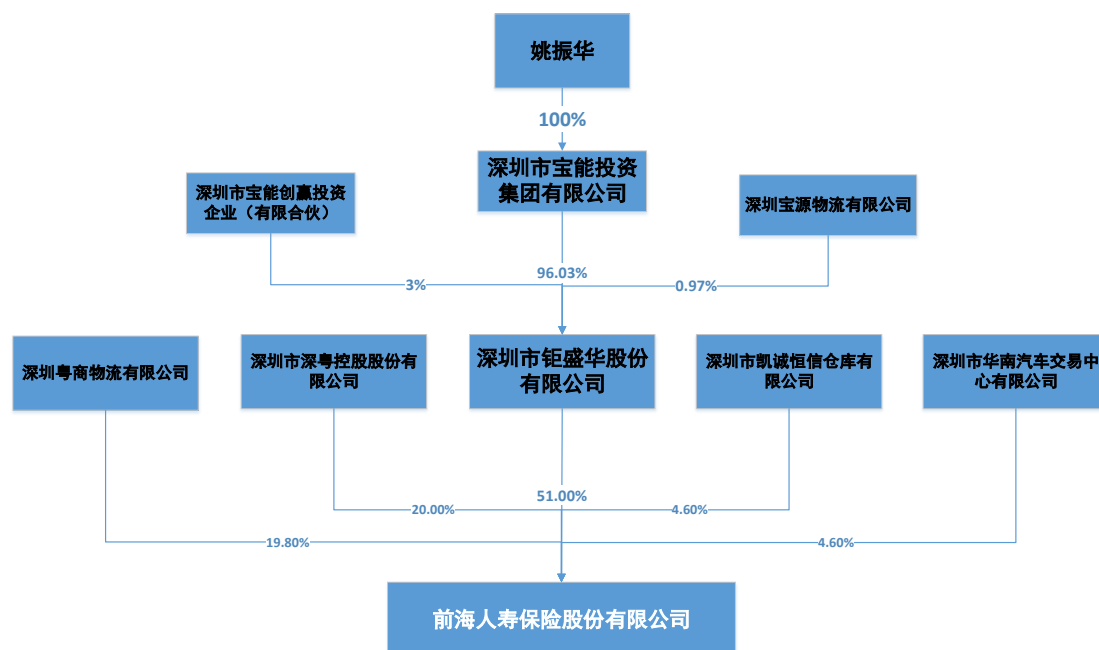 姚振华
100%
深圳市宝能投资
集团有限公司
深圳市宝能创赢投资
企业（有限合伙）
深圳宝源物流有限公司
96.03%
3%
0.97%
深圳粤商物流有限公司
深圳市深粤控股股份有
限公司
深圳市钜盛华股份
有限公司
深圳市凯诚恒信仓库有
限公司
深圳市华南汽车交易中
心有限公司
51.00%
20.00%
4.60%
19.80%
4.60%
前海人寿保险股份有限公司